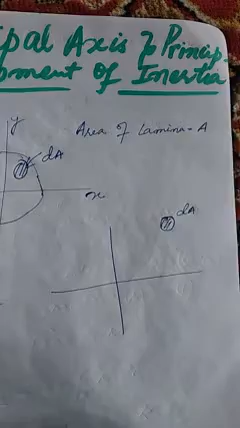 pal Axis & Princip
oment of Inertia
y
dA
Area of Lamina - A
x
dA